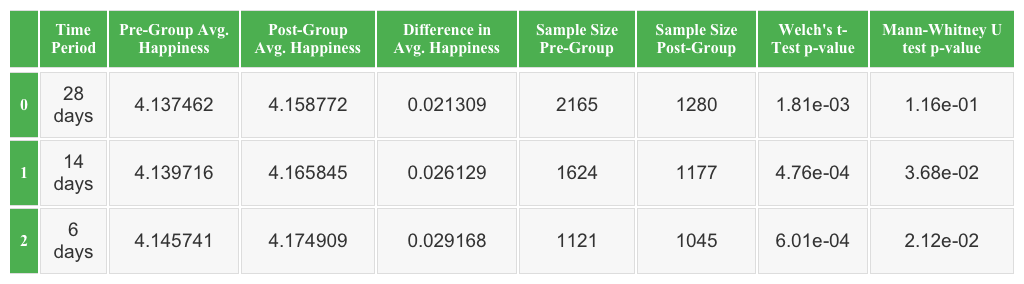 Time Period Pre-Group Avg. Happiness Post-Group Avg. Happiness Difference in Avg. Happiness Sample Size Pre-Group Sample Size Post-Group Welch's t-Test p-value Mann-Whitney U test p-value
0 28 days 4.137462 4.158772 0.021309 2165 1280 1.81e-03 1.16e-01
1 14 days 4.139716 4.165845 0.026129 1624 1177 4.76e-04 3.68e-02
2 6 days 4.145741 4.174909 0.029168 1121 1045 6.01e-04 2.12e-02